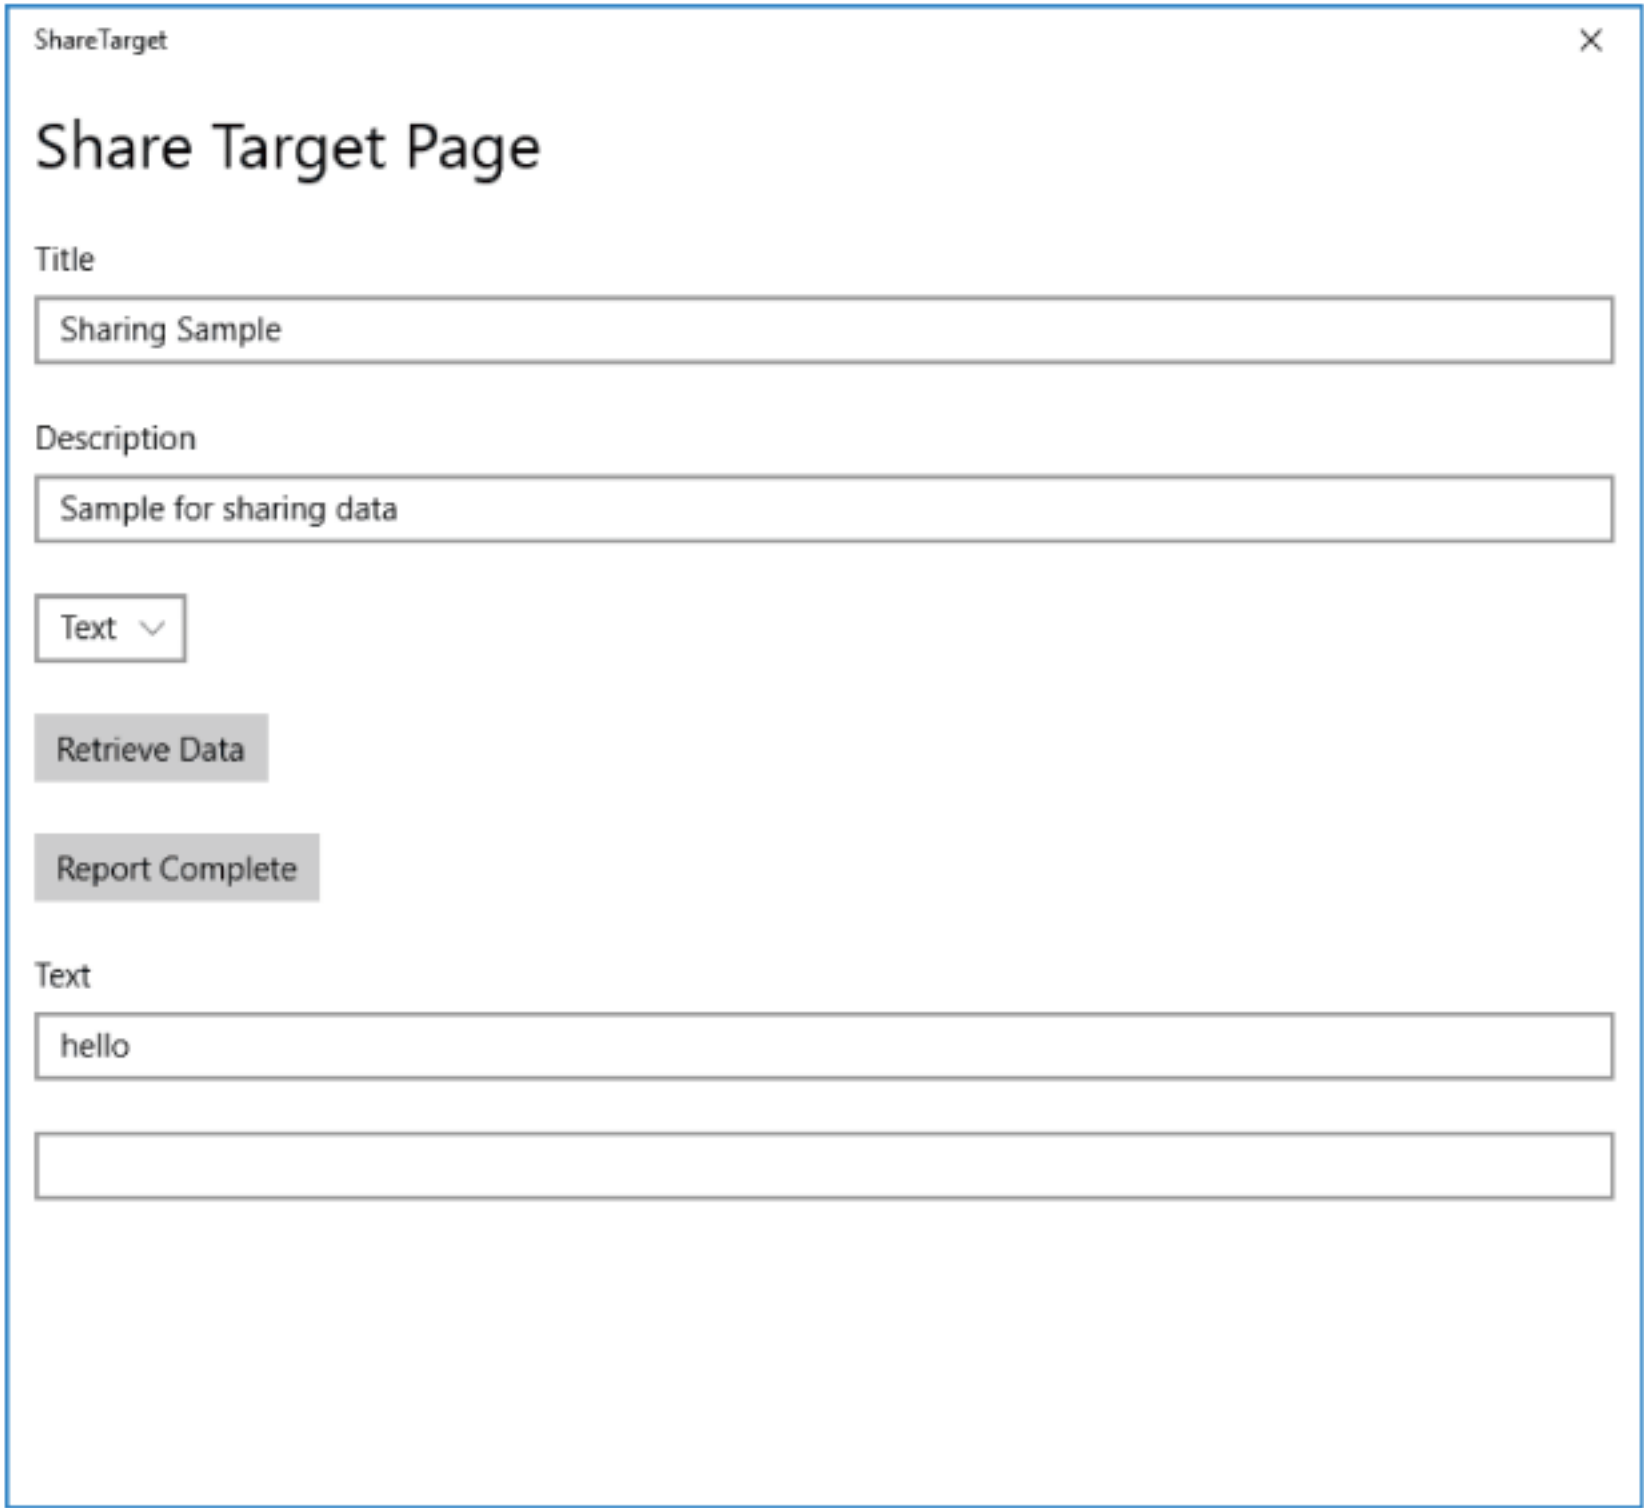 ShareTarget
Share Target Page
Title
Sharing Sample
Description
Sample for sharing data
Text
Retrieve Data
Report Complete
Text
hello